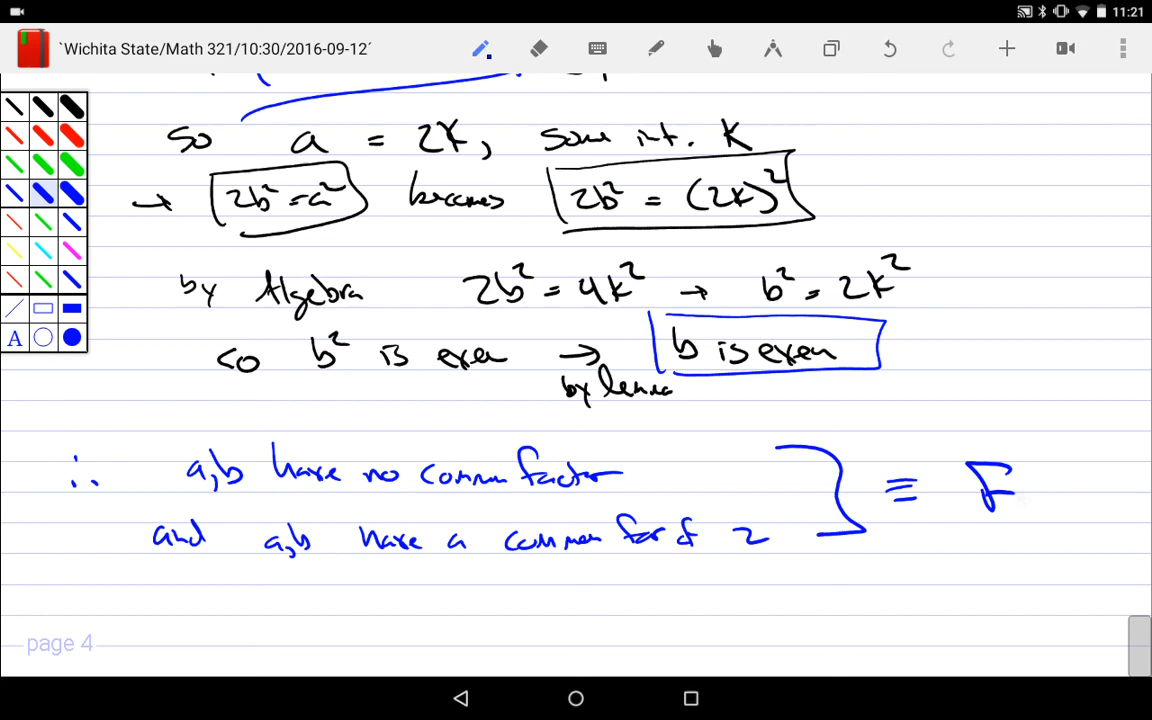 11:21
`Wichita State/Math 321/10:30/2016-09-12´
So a = 2K, some int. K
→ 2b² = a² becomes 2b² = (2K)²
by Algebra 2b² = 4K² → b² = 2K²
so b² is even → b is even
by lemma
∴ a,b have no common factor
and a,b have a common of 2
≡ F
A
page 4